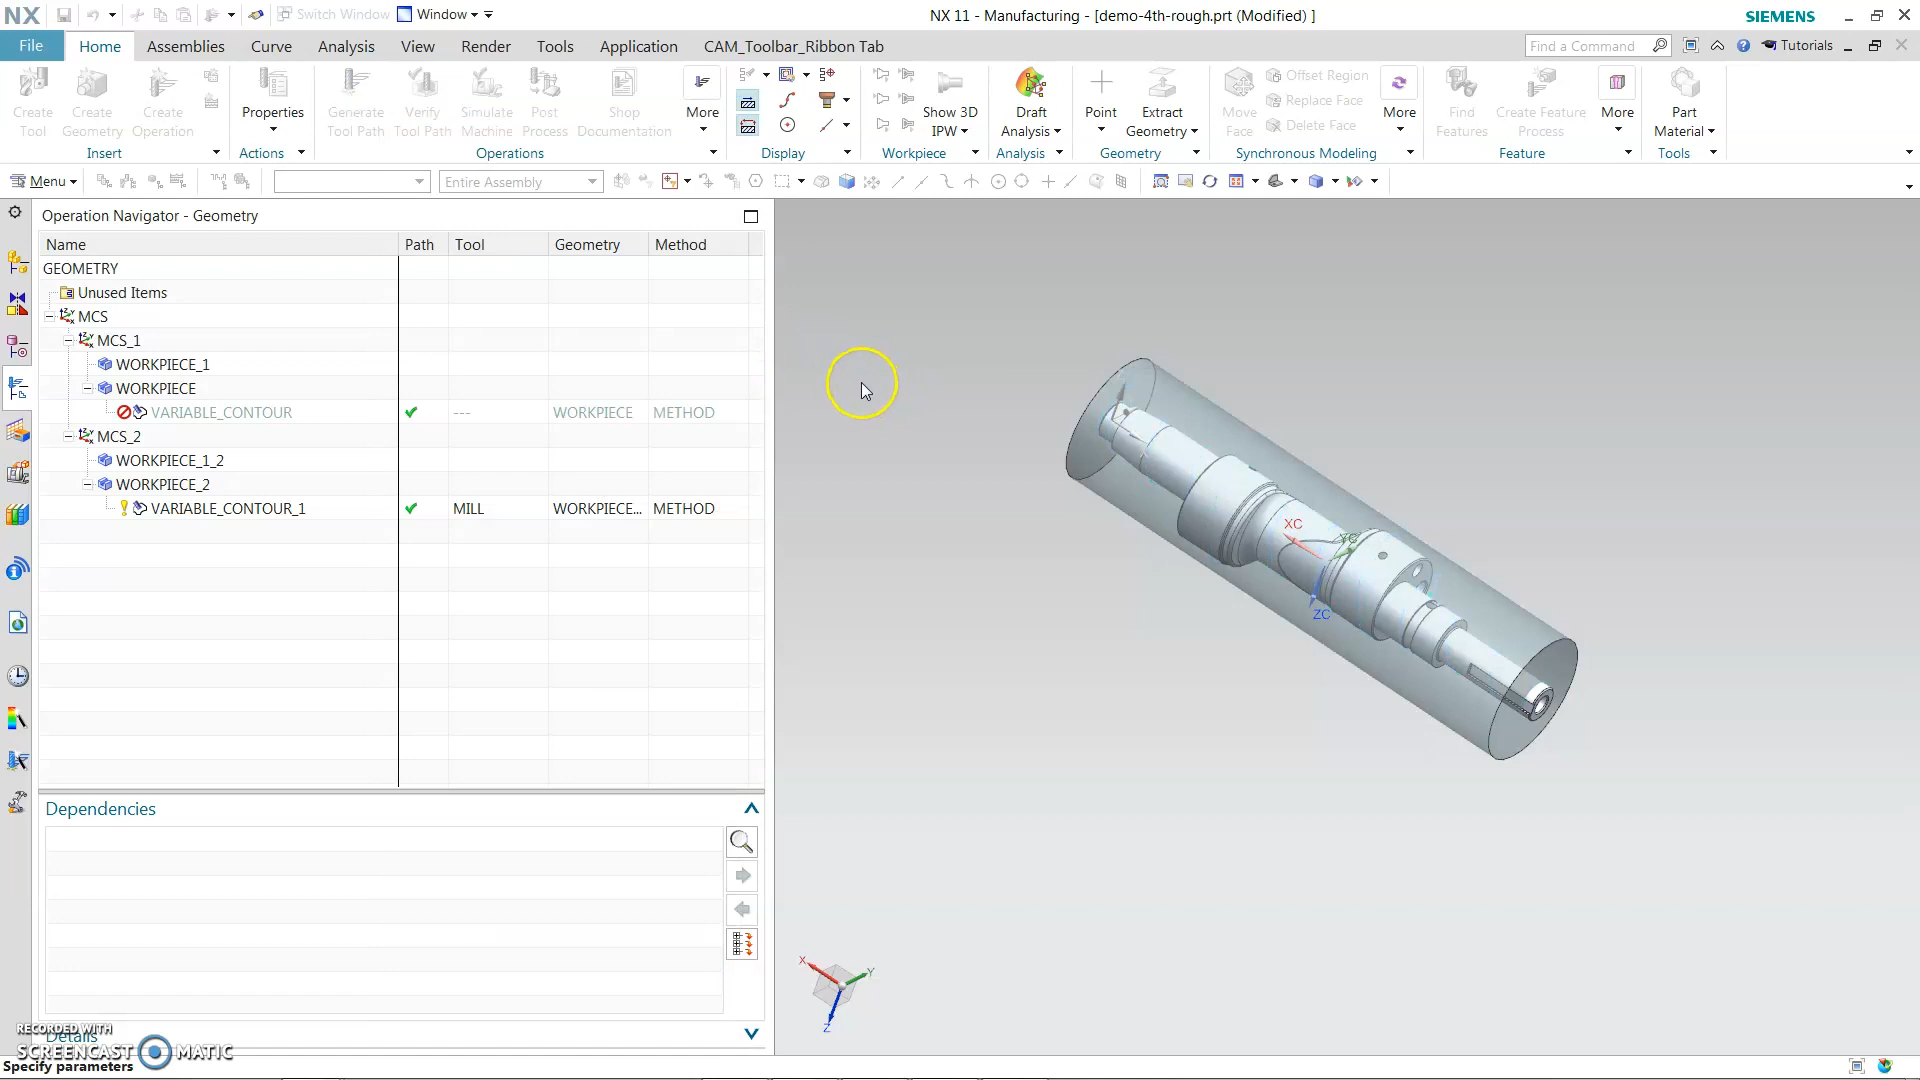 NX Switch Window Window NX 11 - Manufacturing - [demo-4th-rough.prt (Modified) ] SIEMENS
File Home Assemblies Curve Analysis View Render Tools Application CAM_Toolbar_Ribbon Tab Find a Command Tutorials
Create Tool Create Geometry Create Operation Properties Generate Tool Path Verify Tool Path Simulate Machine Post Process Shop Documentation More Show 3D IPW Draft Analysis Point Extract Geometry Move Face Offset Region Replace Face Delete Face More Find Features Create Feature Process More Part Material
Insert Actions Operations Display Workpiece Analysis Geometry Synchronous Modeling Feature Tools
Menu Entire Assembly
Operation Navigator - Geometry
Name Path Tool Geometry Method
GEOMETRY
Unused Items
MCS
MCS_1
WORKPIECE_1
WORKPIECE
VARIABLE_CONTOUR --- WORKPIECE METHOD
MCS_2
WORKPIECE_1_2
WORKPIECE_2
VARIABLE_CONTOUR_1 MILL WORKPIECE... METHOD
XC
ZC
Dependencies
X
Y
Z
Details
RECORDED WITH
SCREENCAST MATIC
Specify parameters